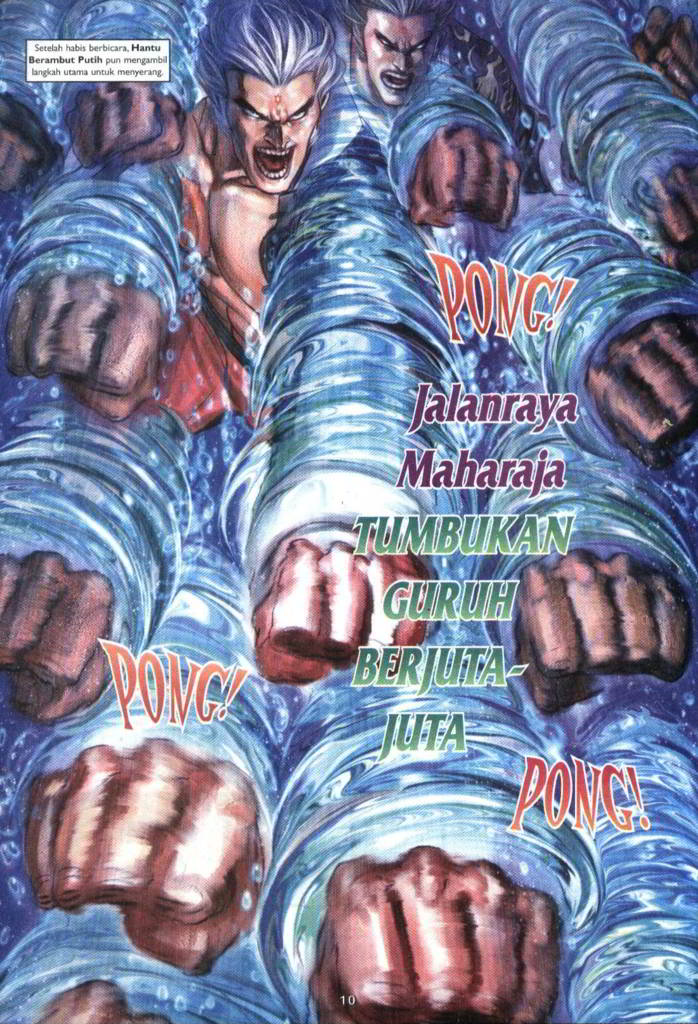 Setelah habis berbicara, Hantu
Berambut Putih pun mengambil
langkah utama untuk menyerang.
PONG!
Jalanraya
Maharaja
TUMBUKAN
GURUH
BERJUTA-
JUTA
PONG!
PONG!
10